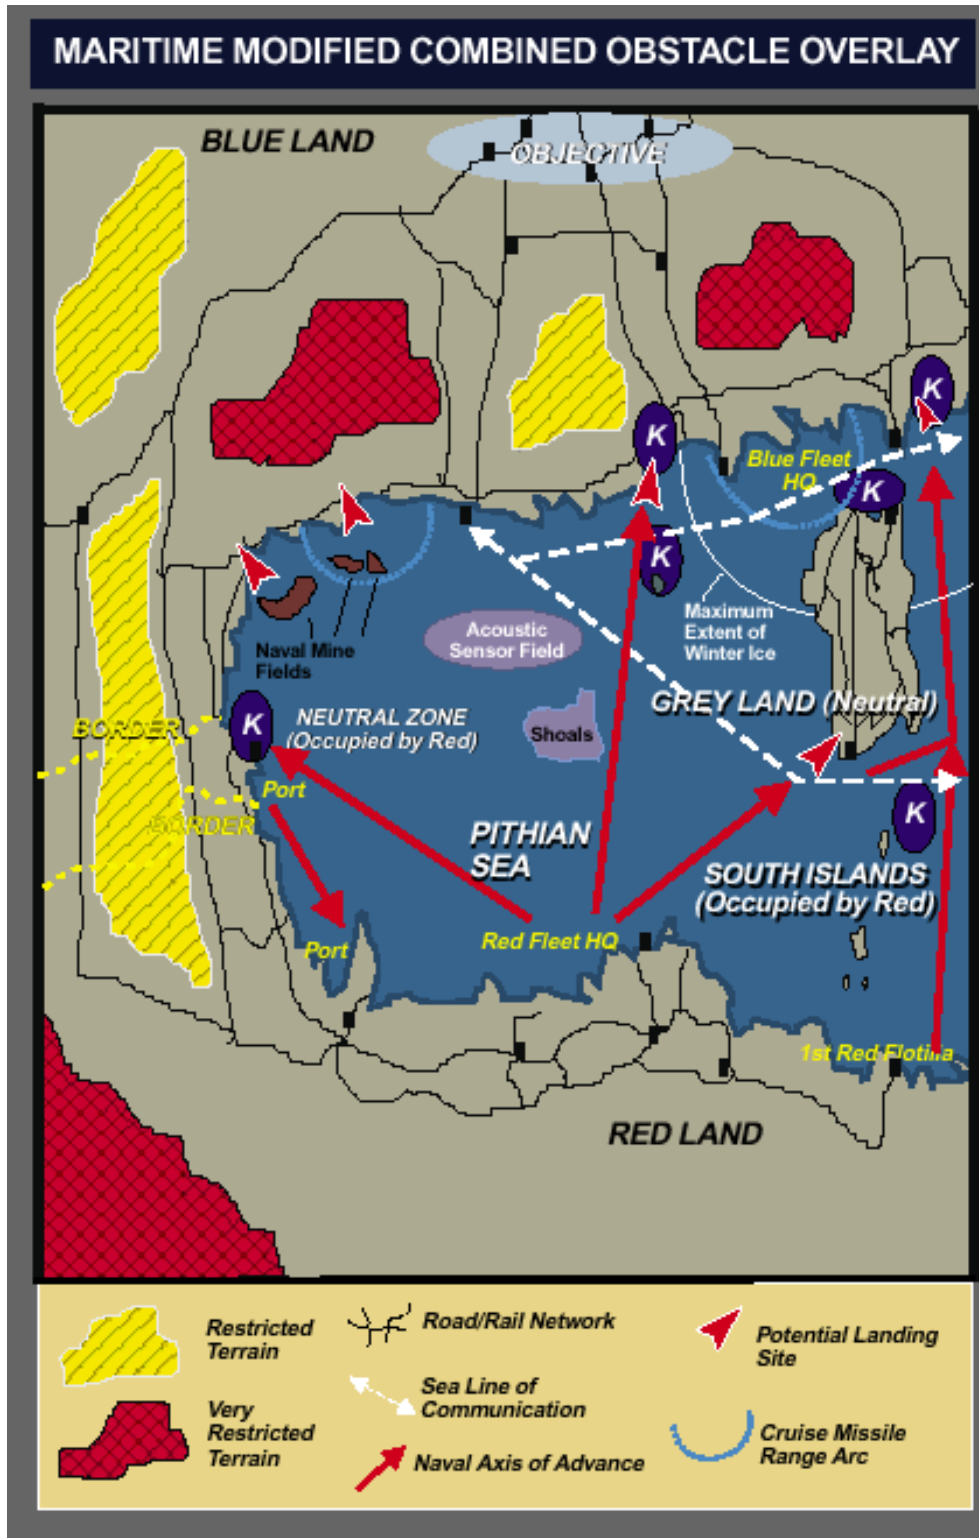 MARITIME MODIFIED COMBINED OBSTACLE OVERLAY
BLUE LAND
OBJECTIVE
K
K
Blue Fleet
HQ
K
K
Maximum
Extent of
Winter Ice
Acoustic
Sensor Field
Naval Mine
Fields
GREY LAND (Neutral)
BORDER
K
NEUTRAL ZONE
(Occupied by Red)
Shoals
Port
BORDER
K
PITHIAN
SEA
SOUTH ISLANDS
(Occupied by Red)
Port
Red Fleet HQ
1st Red Flotilla
RED LAND
Restricted
Terrain
Road/Rail Network
Potential Landing
Site
Sea Line of
Communication
Very
Restricted
Terrain
Naval Axis of Advance
Cruise Missile
Range Arc